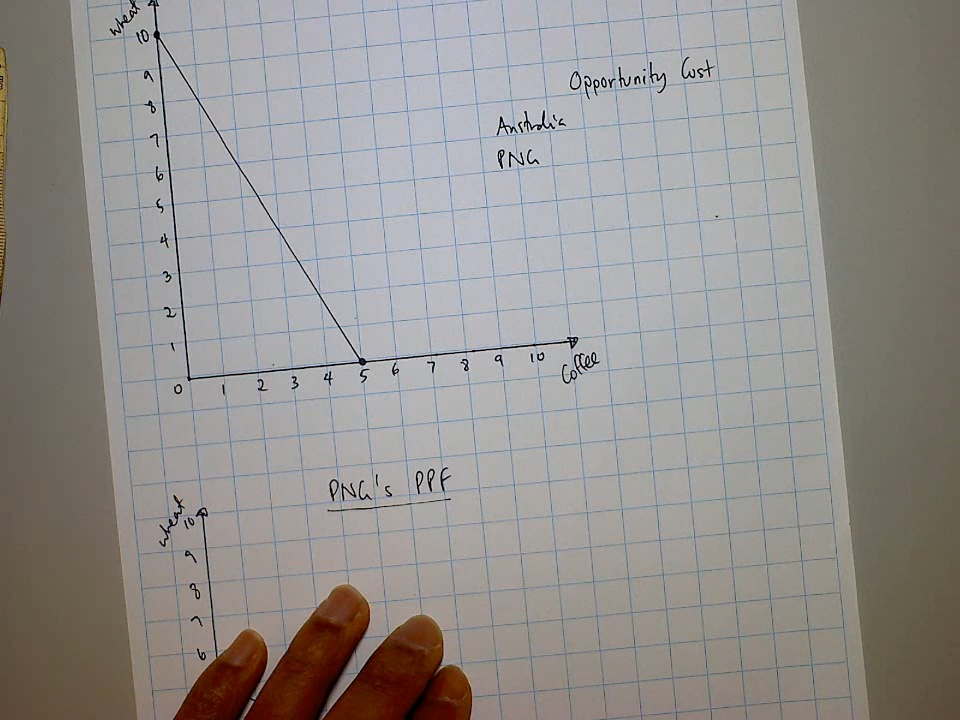 wheat
10
9
8
7
6
5
4
3
2
1
0 1 2 3 4 5 6 7 8 9 10
Coffee
Opportunity Cost
Australia
PNG
PNG's PPF
wheat
10
9
8
7
6